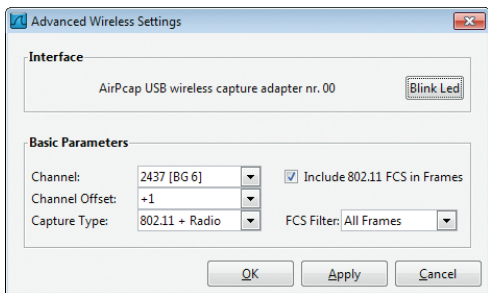 Advanced Wireless Settings
Interface
AirPcap USB wireless capture adapter nr. 00
Blink Led
Basic Parameters
Channel: 2437 [BG 6] Include 802.11 FCS in Frames
Channel Offset: +1
Capture Type: 802.11 + Radio FCS Filter: All Frames
OK Apply Cancel